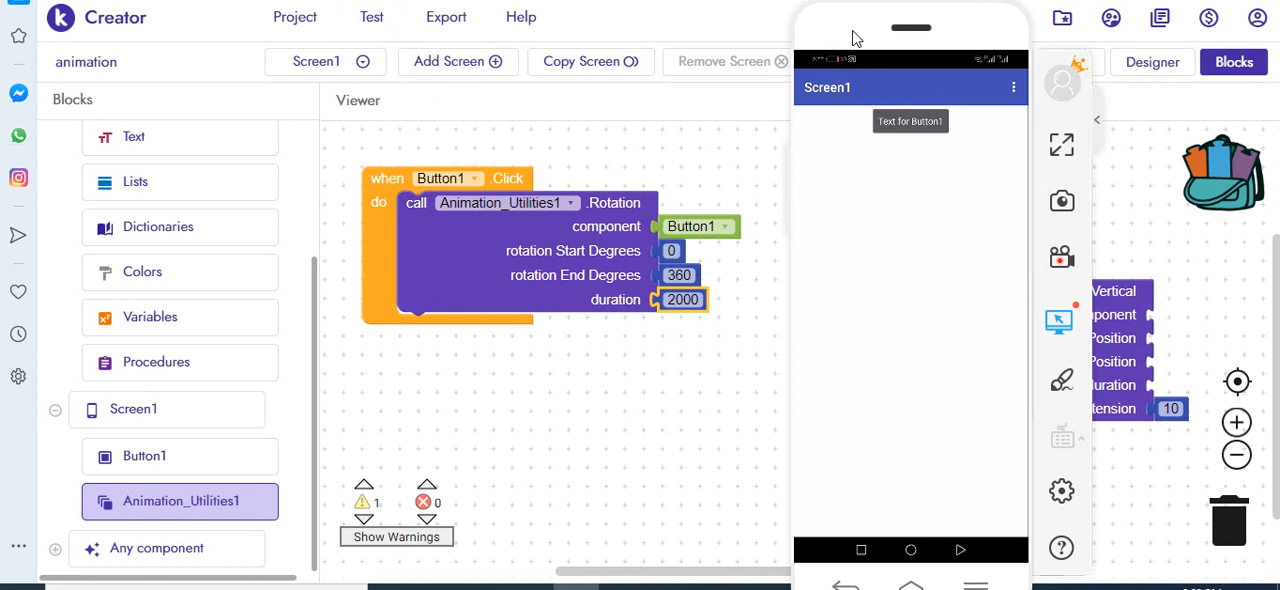 Creator
Project
Test
Export
Help
animation
Screen1
Add Screen
Copy Screen
Remove Screen
Designer
Blocks
Blocks
Viewer
Text
Lists
Dictionaries
Colors
Variables
Procedures
Screen1
Button1
Animation_Utilities1
Any component
when Button1 .Click
do call Animation_Utilities1 .Rotation
component Button1
rotation Start Degrees 0
rotation End Degrees 360
duration 2000
1
0
Show Warnings
Screen1
Text for Button1
Vertical
ponent
Position
Position
uration
tension 10